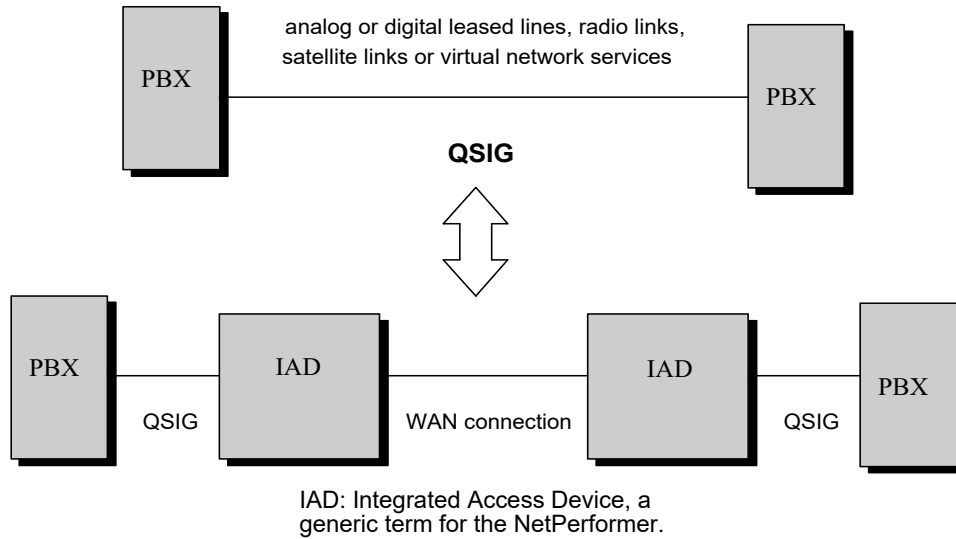 analog or digital leased lines, radio links,
satellite links or virtual network services
PBX
PBX
QSIG
PBX
IAD
IAD
PBX
QSIG
WAN connection
QSIG
IAD: Integrated Access Device, a
generic term for the NetPerformer.